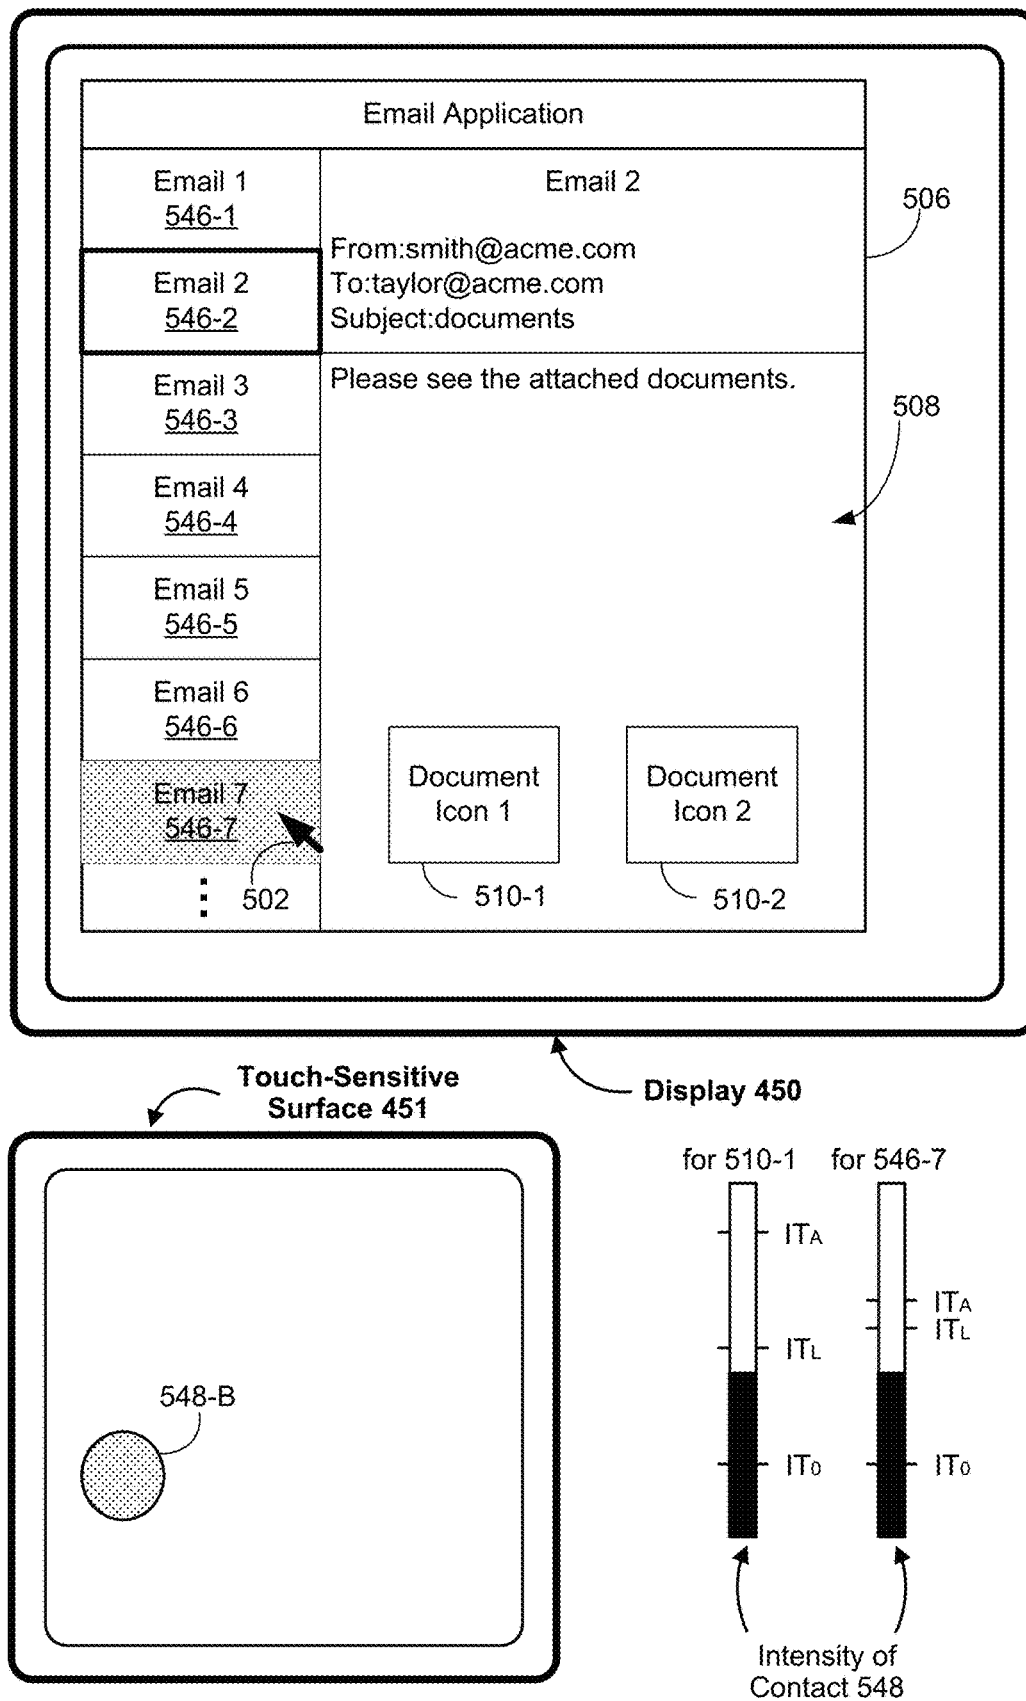 Email Application
Email 1
546-1
Email 2
546-2
Email 3
546-3
Email 4
546-4
Email 5
546-5
Email 6
546-6
Email 7
546-7
502
Email 2
From:smith@acme.com
To:taylor@acme.com
Subject:documents
Please see the attached documents.
Document
Icon 1
510-1
Document
Icon 2
510-2
506
508
Display 450
Touch-Sensitive
Surface 451
548-B
for 510-1
ITA
ITL
IT0
for 546-7
ITA
ITL
IT0
Intensity of
Contact 548